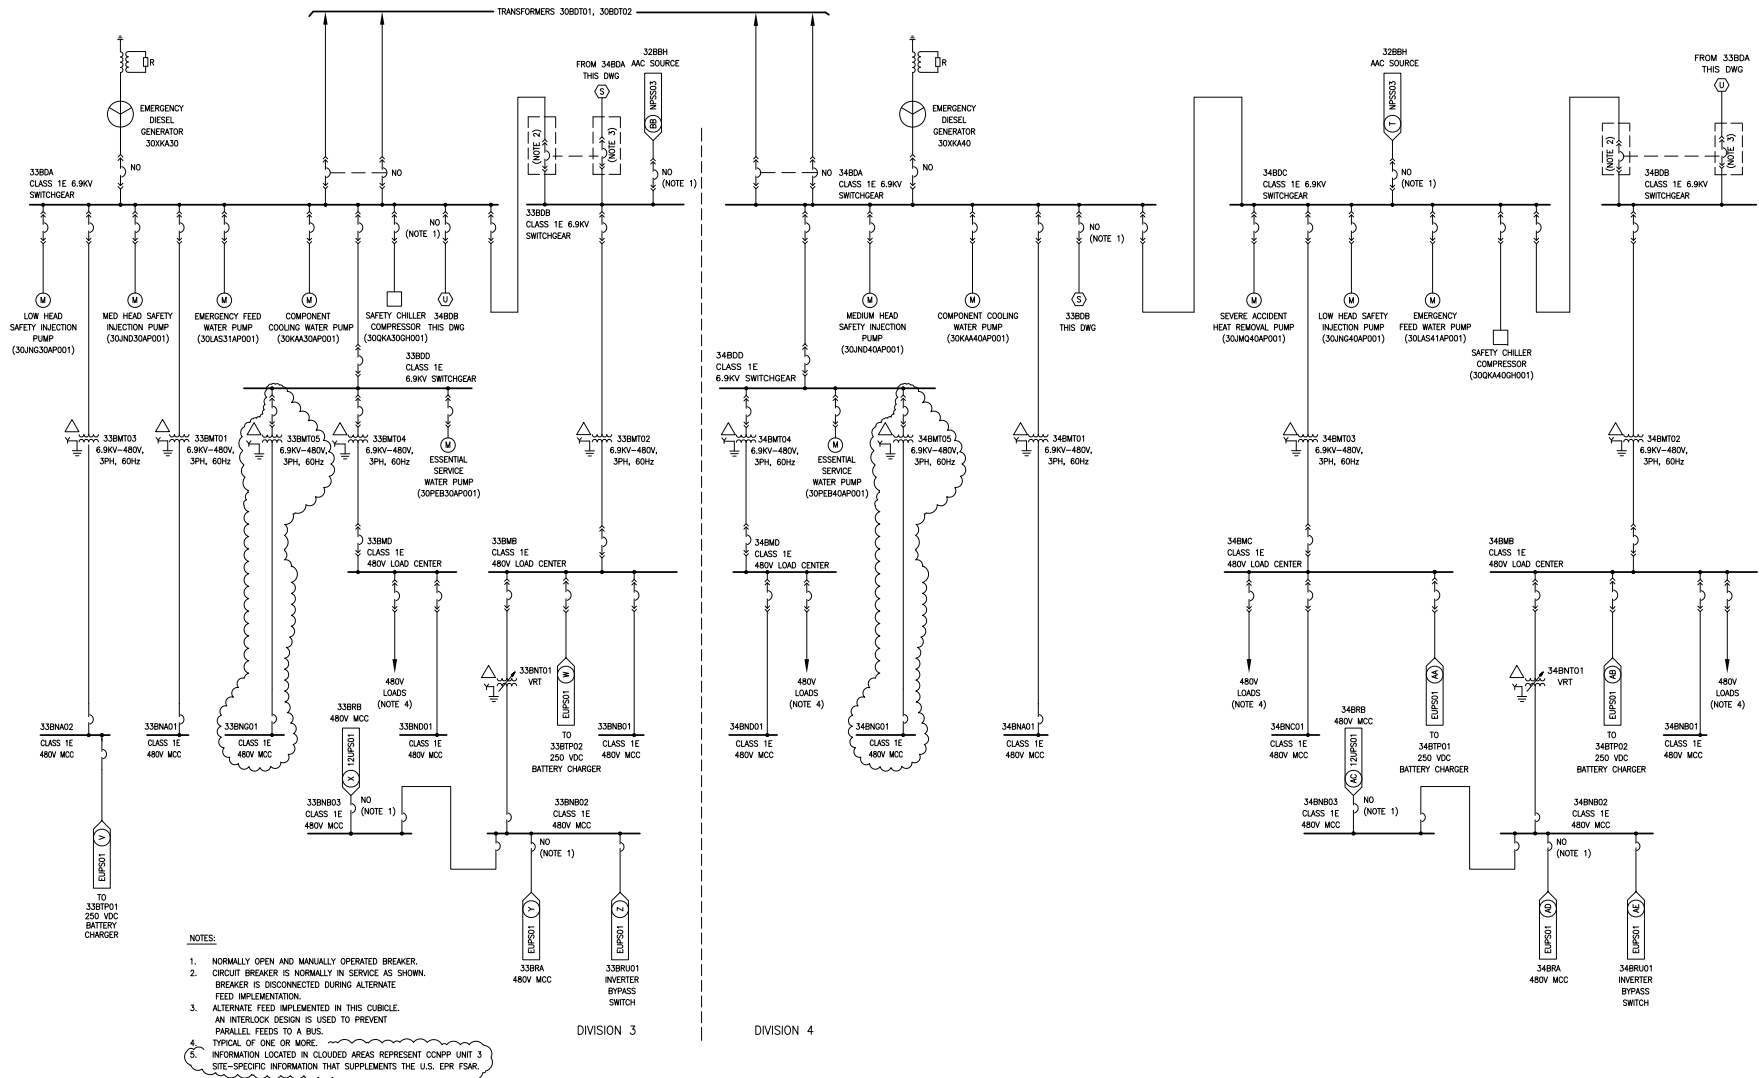 TRANSFORMERS 30BDT01, 30BDT02
R
EMERGENCY
DIESEL
GENERATOR
30XKA30
NO
33BDA
CLASS 1E 6.9KV
SWITCHGEAR
NO
FROM 34BDA
THIS DWG
S
32BBH
AAC SOURCE
BB NPSS03
(NOTE 2)
(NOTE 3)
NO
(NOTE 1)
33BDB
CLASS 1E 6.9KV
SWITCHGEAR
NO
(NOTE 1)
M
LOW HEAD
SAFETY INJECTION
PUMP
(30JNG30AP001)
M
MED HEAD SAFETY
INJECTION PUMP
(30JND30AP001)
M
EMERGENCY FEED
WATER PUMP
(30LAS31AP001)
M
COMPONENT
COOLING WATER PUMP
(30KAA30AP001)
SAFETY CHILLER
COMPRESSOR
(30QKA30GH001)
U
34BDB
THIS DWG
33BDD
CLASS 1E
6.9KV SWITCHGEAR
Y
33BMT03
6.9KV-480V,
3PH, 60Hz
Y
33BMT01
6.9KV-480V,
3PH, 60Hz
Y
33BMT05
6.9KV-480V,
3PH, 60Hz
Y
33BMT04
6.9KV-480V,
3PH, 60Hz
M
ESSENTIAL
SERVICE
WATER PUMP
(30PEB30AP001)
Y
33BMT02
6.9KV-480V,
3PH, 60Hz
33BMD
CLASS 1E
480V LOAD CENTER
33BMB
CLASS 1E
480V LOAD CENTER
480V
LOADS
(NOTE 4)
Y
33BNT01
VRT
W
EUPS01
TO
33BTP02
250 VDC
BATTERY CHARGER
33BNA02
CLASS 1E
480V MCC
33BNA01
CLASS 1E
480V MCC
33BNG01
CLASS 1E
480V MCC
33BRB
480V MCC
X 12UPS01
33BND01
CLASS 1E
480V MCC
33BNB01
CLASS 1E
480V MCC
33BNB03
CLASS 1E
480V MCC
NO
(NOTE 1)
33BNB02
CLASS 1E
480V MCC
NO
(NOTE 1)
V
EUPS01
TO
33BTP01
250 VDC
BATTERY
CHARGER
Y
EUPS01
33BRA
480V MCC
Z
EUPS01
33BRU01
INVERTER
BYPASS
SWITCH
NOTES:
1. NORMALLY OPEN AND MANUALLY OPERATED BREAKER.
2. CIRCUIT BREAKER IS NORMALLY IN SERVICE AS SHOWN.
BREAKER IS DISCONNECTED DURING ALTERNATE
FEED IMPLEMENTATION.
3. ALTERNATE FEED IMPLEMENTED IN THIS CUBICLE.
AN INTERLOCK DESIGN IS USED TO PREVENT
PARALLEL FEEDS TO A BUS.
4. TYPICAL OF ONE OR MORE.
5. INFORMATION LOCATED IN CLOUDED AREAS REPRESENT CCNPP UNIT 3
SITE-SPECIFIC INFORMATION THAT SUPPLEMENTS THE U.S. EPR FSAR.
DIVISION 3
DIVISION 4
R
EMERGENCY
DIESEL
GENERATOR
30XKA40
NO
NO
34BDA
CLASS 1E 6.9KV
SWITCHGEAR
34BDC
CLASS 1E 6.9KV
SWITCHGEAR
32BBH
AAC SOURCE
T NPSS03
NO
(NOTE 1)
FROM 33BDA
THIS DWG
U
(NOTE 2)
(NOTE 3)
34BDB
CLASS 1E 6.9KV
SWITCHGEAR
NO
(NOTE 1)
M
MEDIUM HEAD
SAFETY INJECTION
PUMP
(30JND40AP001)
M
COMPONENT COOLING
WATER PUMP
(30KAA40AP001)
S
33BDB
THIS DWG
M
SEVERE ACCIDENT
HEAT REMOVAL PUMP
(30JMQ40AP001)
M
LOW HEAD SAFETY
INJECTION PUMP
(30JNG40AP001)
M
EMERGENCY
FEED WATER PUMP
(30LAS41AP001)
SAFETY CHILLER
COMPRESSOR
(30QKA40GH001)
34BDD
CLASS 1E
6.9KV SWITCHGEAR
Y
34BMT04
6.9KV-480V,
3PH, 60Hz
M
ESSENTIAL
SERVICE
WATER PUMP
(30PEB40AP001)
Y
34BMT05
6.9KV-480V,
3PH, 60Hz
Y
34BMT01
6.9KV-480V,
3PH, 60Hz
Y
34BMT03
6.9KV-480V,
3PH, 60Hz
Y
34BMT02
6.9KV-480V,
3PH, 60Hz
34BMD
CLASS 1E
480V LOAD CENTER
34BMC
CLASS 1E
480V LOAD CENTER
34BMB
CLASS 1E
480V LOAD CENTER
480V
LOADS
(NOTE 4)
480V
LOADS
(NOTE 4)
AA
EUPS01
TO
34BTP01
250 VDC
BATTERY CHARGER
Y
34BNT01
VRT
AB
EUPS01
TO
34BTP02
250 VDC
BATTERY CHARGER
480V
LOADS
(NOTE 4)
34BND01
CLASS 1E
480V MCC
34BNG01
CLASS 1E
480V MCC
34BNA01
CLASS 1E
480V MCC
34BNC01
CLASS 1E
480V MCC
34BRB
480V MCC
AC 12UPS01
34BNB01
CLASS 1E
480V MCC
34BNB03
CLASS 1E
480V MCC
NO
(NOTE 1)
34BNB02
CLASS 1E
480V MCC
NO
(NOTE 1)
AD
EUPS01
34BRA
480V MCC
AE
EUPS01
34BRU01
INVERTER
BYPASS
SWITCH